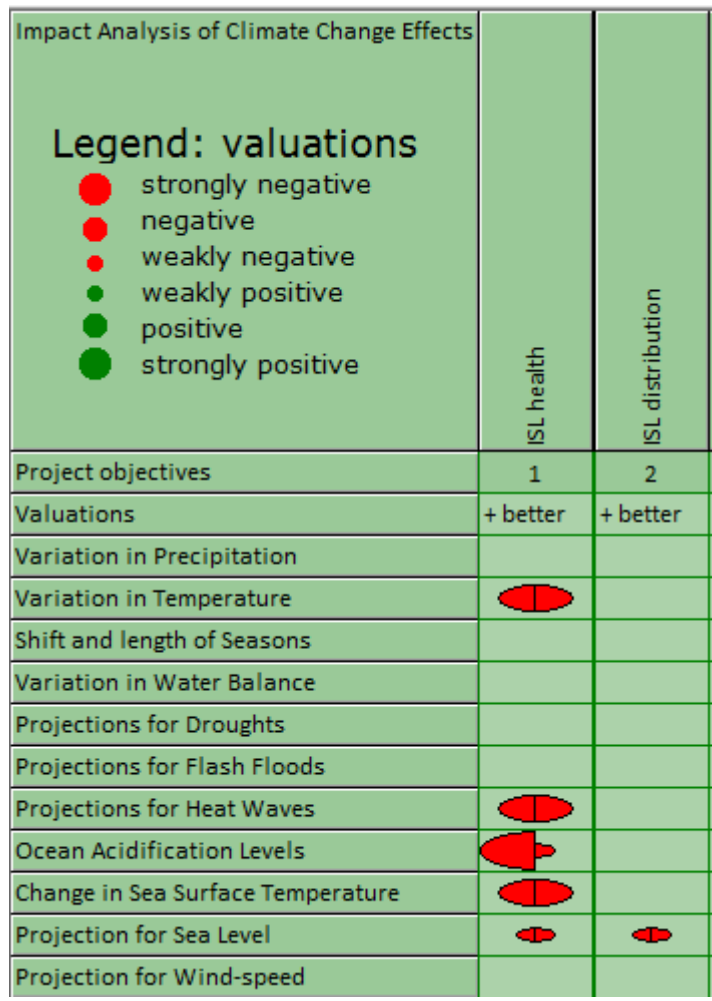 Impact Analysis of Climate Change Effects
Legend: valuations
strongly negative
negative
weakly negative
weakly positive
positive
strongly positive
ISL health
ISL distribution
Project objectives 1 2
Valuations + better + better
Variation in Precipitation
Variation in Temperature
Shift and length of Seasons
Variation in Water Balance
Projections for Droughts
Projections for Flash Floods
Projections for Heat Waves
Ocean Acidification Levels
Change in Sea Surface Temperature
Projection for Sea Level
Projection for Wind-speed